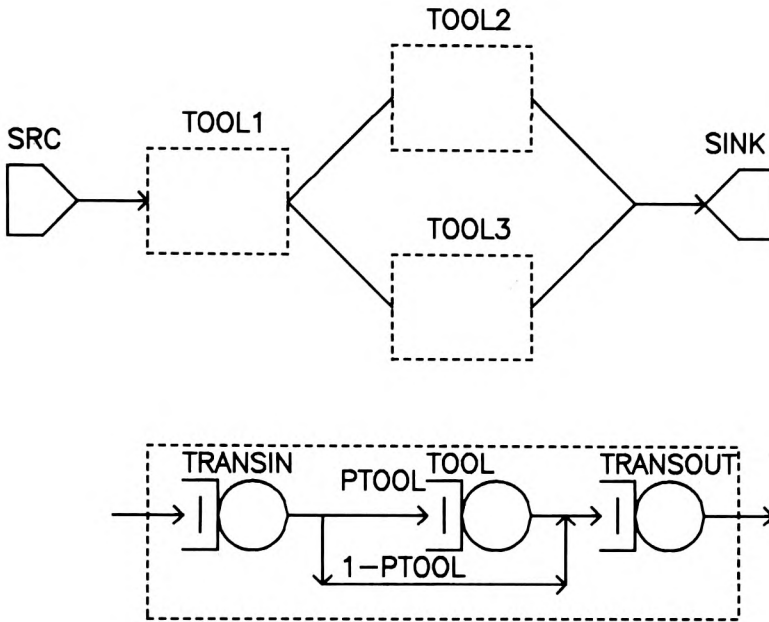 TOOL2
TOOL1
SRC
SINK
TOOL3
TRANSIN
TOOL
TRANSOUT
PTOOL
1-PTOOL